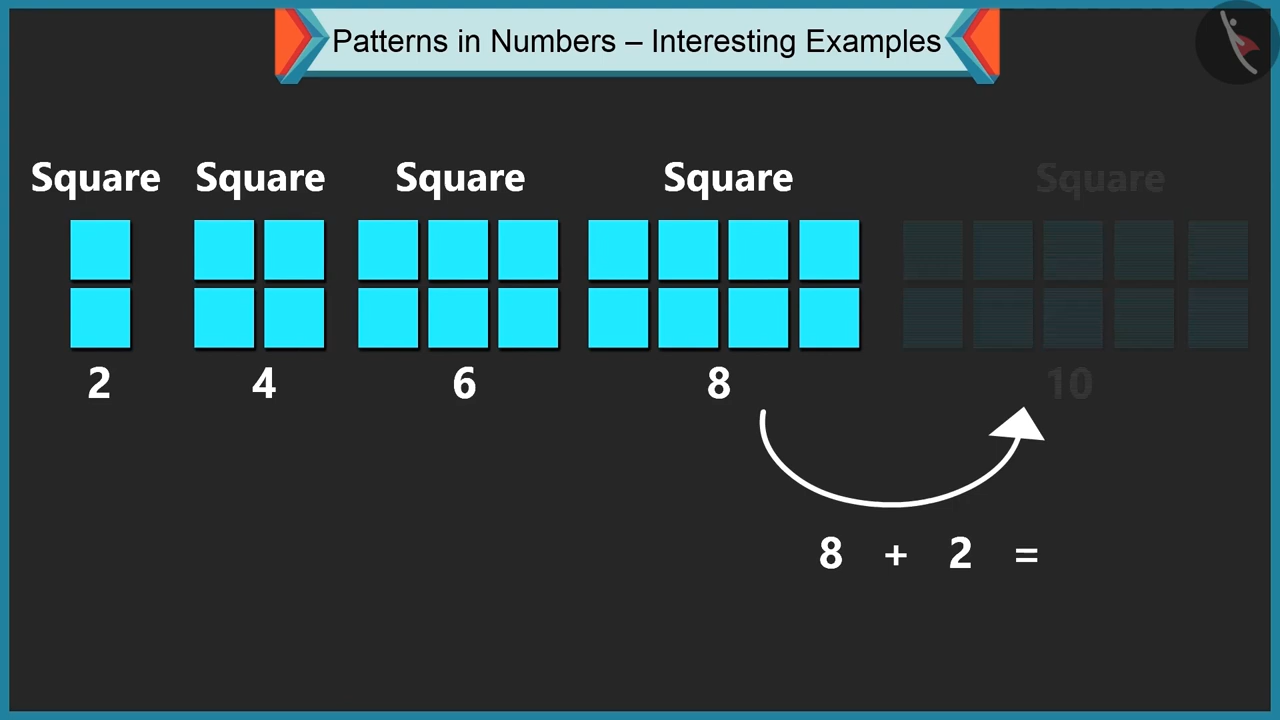 Patterns in Numbers – Interesting Examples
Square Square Square Square Square
2 4 6 8 10
8 + 2 =